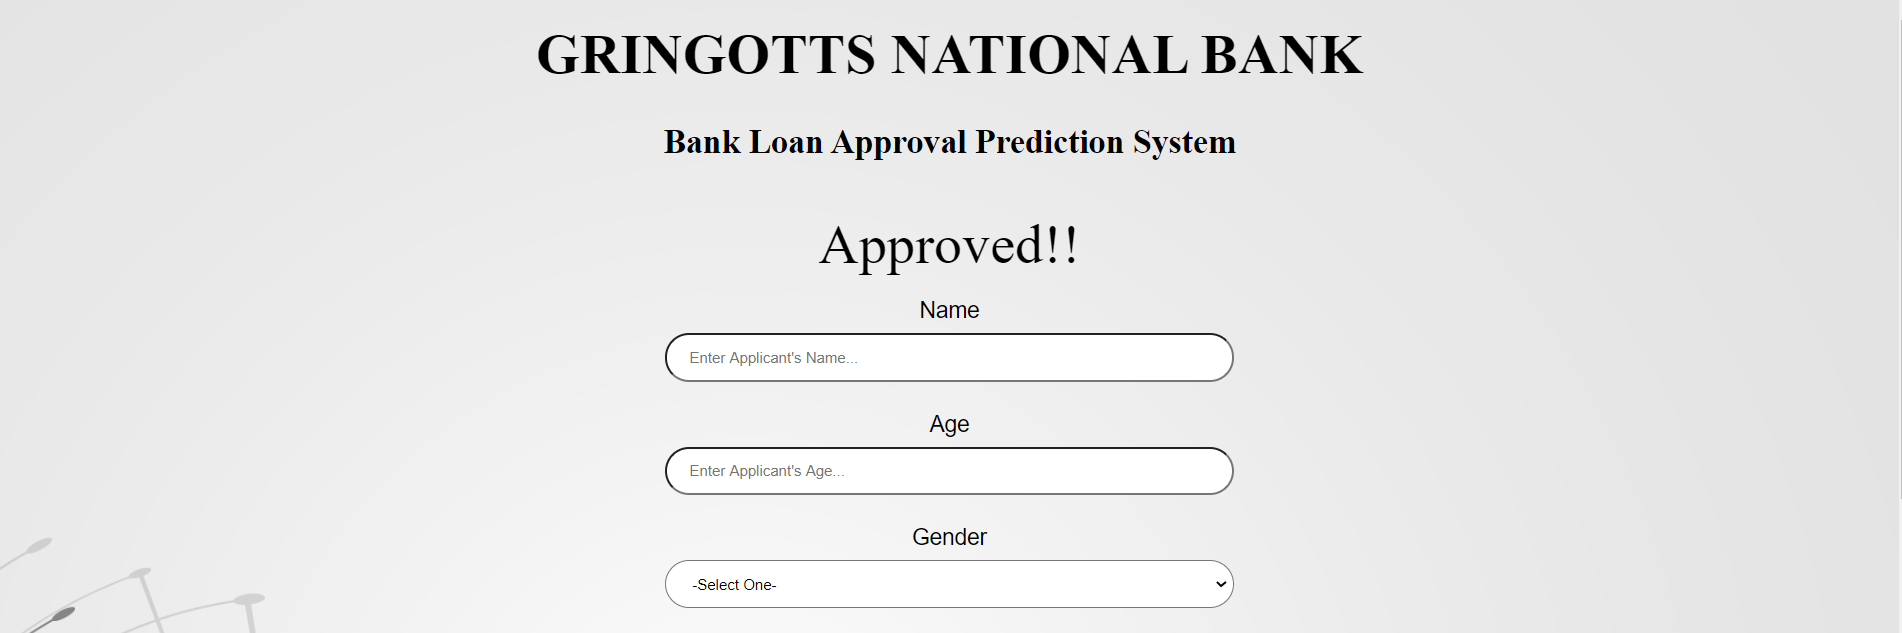 GRINGOTTS NATIONAL BANK
Bank Loan Approval Prediction System
Approved!!
Name
Enter Applicant's Name...
Age
Enter Applicant's Age...
Gender
-Select One-